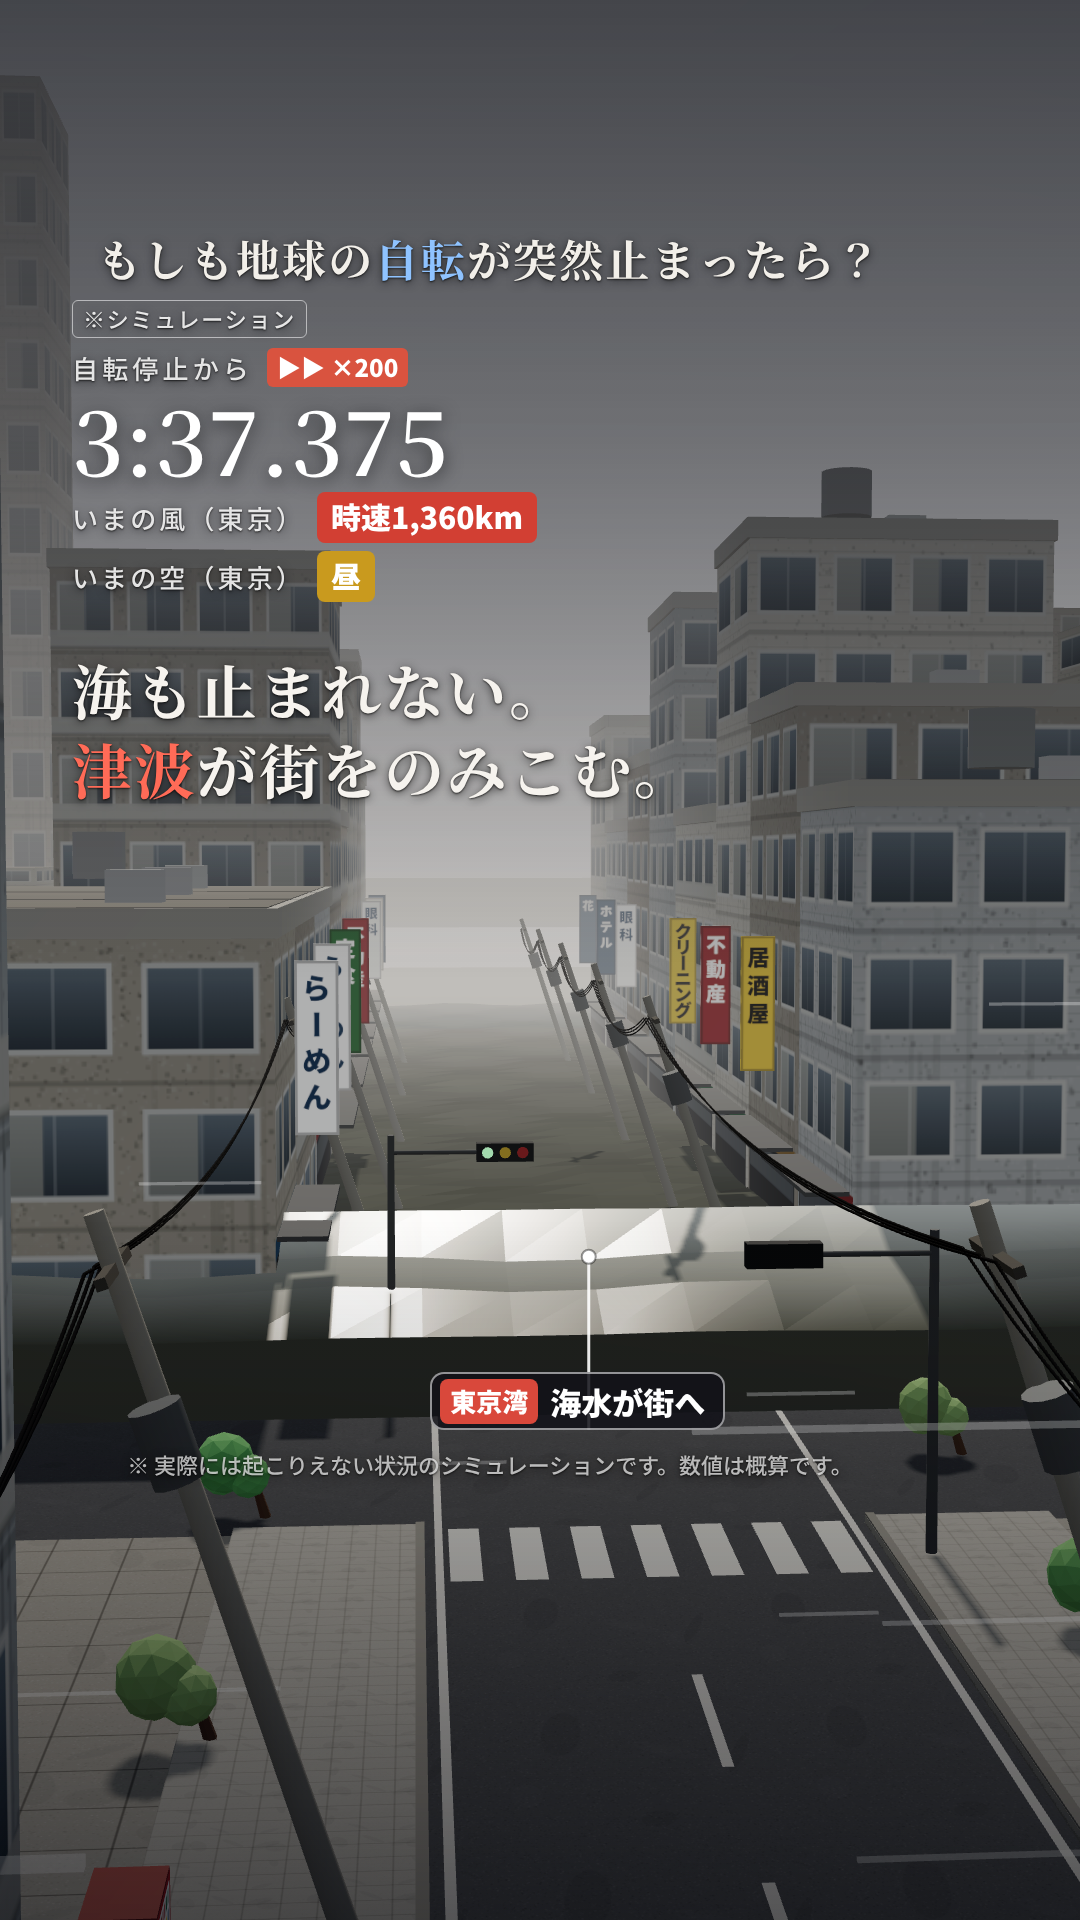 もしも地球の自転が突然止まったら？
※シミュレーション
自転停止から ▶▶ ×200
3:37.375
いまの風（東京） 時速1,360km
いまの空（東京） 昼
海も止まれない。
津波が街をのみこむ。
眼科
らーめん
花
ホテル
眼科
クリーニング
不動産
居酒屋
東京湾 海水が街へ
※ 実際には起こりえない状況のシミュレーションです。数値は概算です。